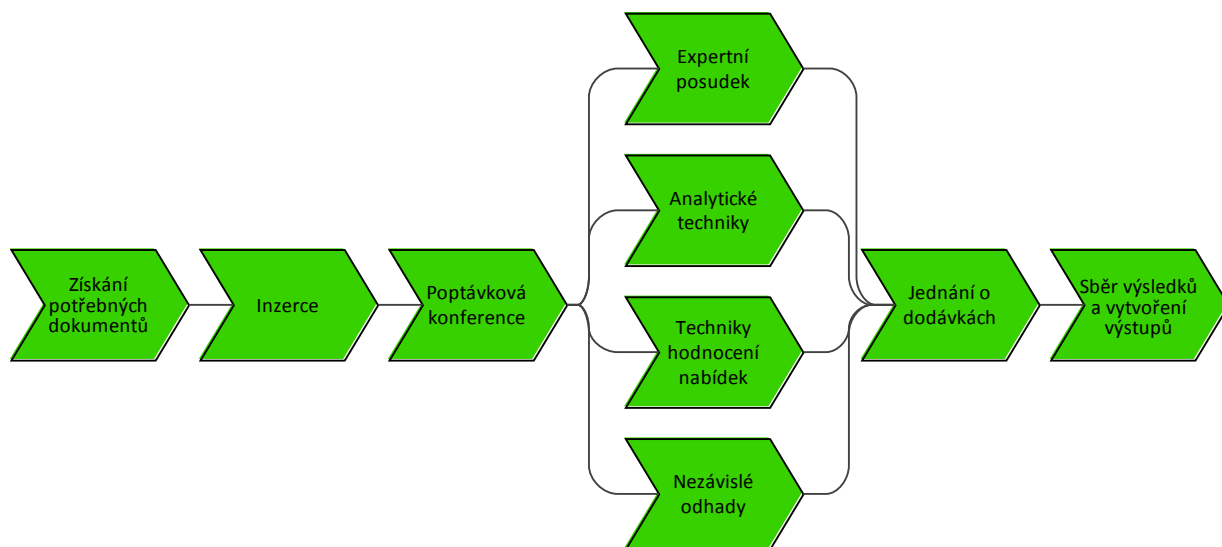 Získání
potřebných
dokumentů
Inzerce
Poptávková
konference
Expertní
posudek
Analytické
techniky
Techniky
hodnocení
nabídek
Nezávislé
odhady
Jednání o
dodávkách
Sběr výsledků
a vytvoření
výstupů